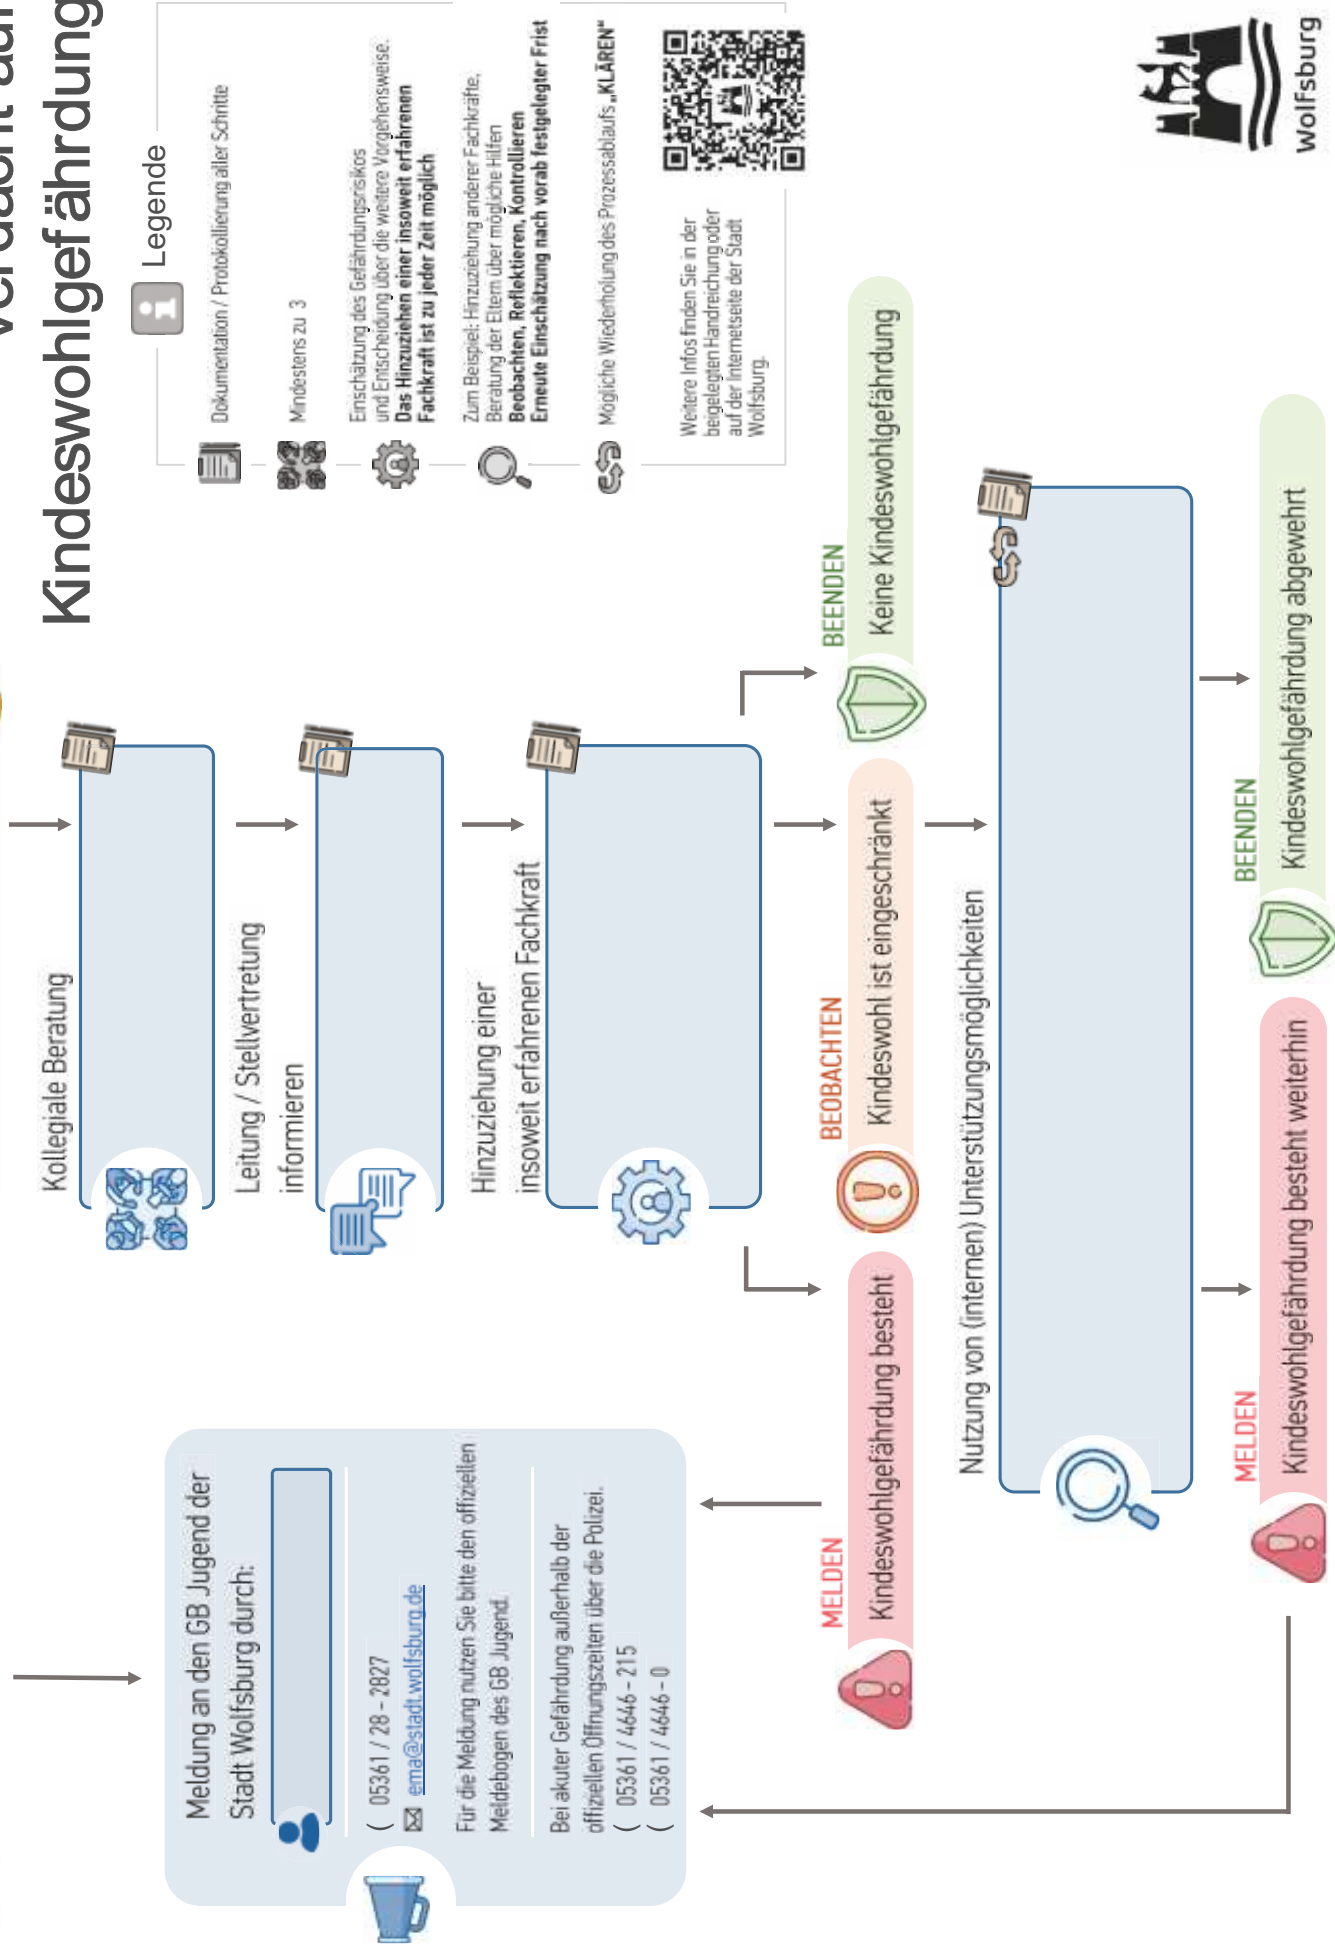 Verdacht auf
Kindeswohlgefährdung
Legende
Dokumentation / Protokollierung aller Schritte
Mindestens zu 3
Einschätzung des Gefährdungsrisikos
und Entscheidung über die weitere Vorgehensweise.
Das Hinzuziehen einer insoweit erfahrenen
Fachkraft ist zu jeder Zeit möglich
Zum Beispiel: Hinzuziehung anderer Fachkräfte,
Beratung der Eltern über mögliche Hilfen
Beobachten, Reflektieren, Kontrollieren
Erneute Einschätzung nach vorab festgelegter Frist
Mögliche Wiederholung des Prozessablaufs „KLÄREN"
Weitere Infos finden Sie in der
beigelegten Handreichung oder
auf der Internetseite der Stadt
Wolfsburg.
Kollegiale Beratung
Leitung / Stellvertretung
informieren
Hinzuziehung einer
insoweit erfahrenen Fachkraft
Meldung an den GB Jugend der
Stadt Wolfsburg durch:
( 05361 / 28 – 2827
ema@stadt.wolfsburg.de
Für die Meldung nutzen Sie bitte den offiziellen
Meldebogen des GB Jugend.
Bei akuter Gefährdung außerhalb der
offiziellen Öffnungszeiten über die Polizei.
( 05361 / 4646 – 215
( 05361 / 4646 – 0
MELDEN
Kindeswohlgefährdung besteht
BEOBACHTEN
Kindeswohl ist eingeschränkt
BEENDEN
Keine Kindeswohlgefährdung
Nutzung von (internen) Unterstützungsmöglichkeiten
MELDEN
Kindeswohlgefährdung besteht weiterhin
BEENDEN
Kindeswohlgefährdung abgewehrt
Wolfsburg